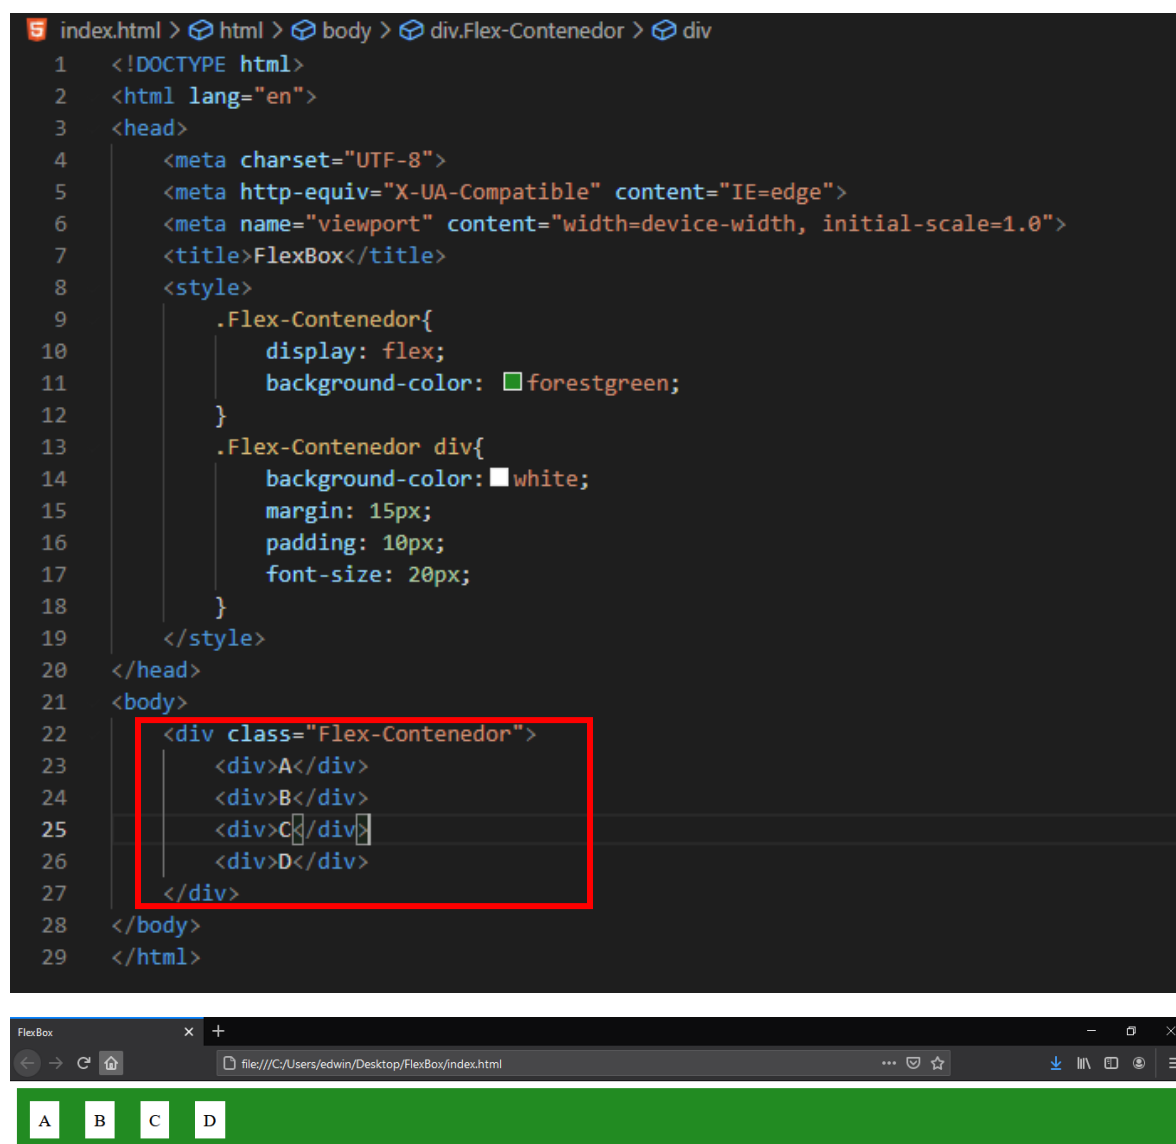 index.html > html > body > div.Flex-Contenedor > div
1 <!DOCTYPE html>
2 <html lang="en">
3 <head>
4 <meta charset="UTF-8">
5 <meta http-equiv="X-UA-Compatible" content="IE=edge">
6 <meta name="viewport" content="width=device-width, initial-scale=1.0">
7 <title>FlexBox</title>
8 <style>
9 .Flex-Contenedor{
10 display: flex;
11 background-color: forestgreen;
12 }
13 .Flex-Contenedor div{
14 background-color: white;
15 margin: 15px;
16 padding: 10px;
17 font-size: 20px;
18 }
19 </style>
20 </head>
21 <body>
22 <div class="Flex-Contenedor">
23 <div>A</div>
24 <div>B</div>
25 <div>C</div>
26 <div>D</div>
27 </div>
28 </body>
29 </html>
FlexBox
file:///C:/Users/edwin/Desktop/FlexBox/index.html
A B C D